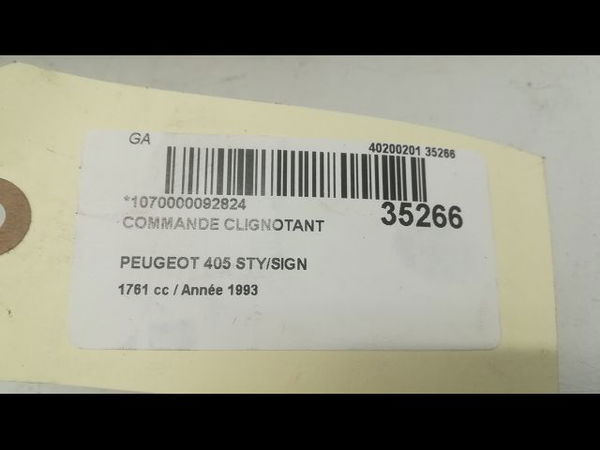 GA
40200201 35266
*1070000092824
35266
COMMANDE CLIGNOTANT
PEUGEOT 405 STY/SIGN
1761 cc / Année 1993